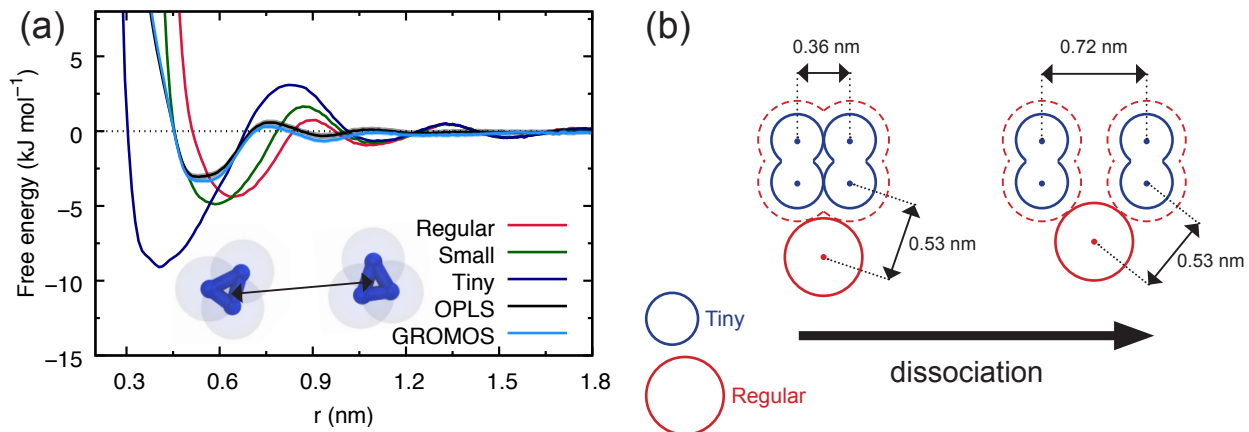 (a)
Free energy (kJ mol⁻¹)
5
0
−5
−10
−15
0.3
0.6
0.9
1.2
1.5
1.8
r (nm)
Regular
Small
Tiny
OPLS
GROMOS
(b)
0.36 nm
0.72 nm
0.53 nm
0.53 nm
Tiny
Regular
dissociation